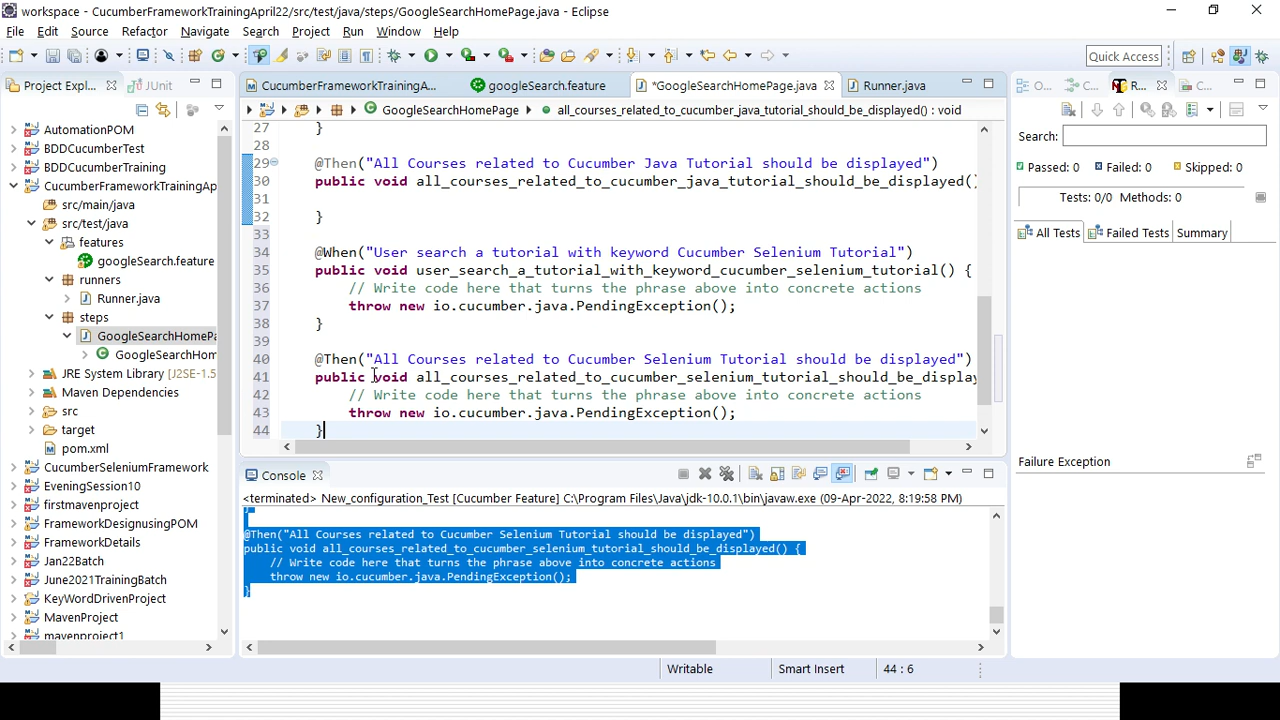 workspace - CucumberFrameworkTrainingApril22/src/test/java/steps/GoogleSearchHomePage.java - Eclipse
File Edit Source Refactor Navigate Search Project Run Window Help
Quick Access
Project Explo
JUnit
AutomationPOM
BDDCucumberTest
BDDCucumberTraining
CucumberFrameworkTrainingAp
src/main/java
src/test/java
features
googleSearch.feature
runners
Runner.java
steps
GoogleSearchHomePa
GoogleSearchHom
JRE System Library [J2SE-1.5
Maven Dependencies
src
target
pom.xml
CucumberSeleniumFramework
EveningSession10
firstmavenproject
FrameworkDesignusingPOM
FrameworkDetails
Jan22Batch
June2021TrainingBatch
KeyWordDrivenProject
MavenProject
mavenproject1
CucumberFrameworkTrainingA...
googleSearch.feature
*GoogleSearchHomePage.java
Runner.java
GoogleSearchHomePage
all_courses_related_to_cucumber_java_tutorial_should_be_displayed() : void
27 }
28
29 @Then("All Courses related to Cucumber Java Tutorial should be displayed")
30 public void all_courses_related_to_cucumber_java_tutorial_should_be_displayed()
31
32 }
33
34 @When("User search a tutorial with keyword Cucumber Selenium Tutorial")
35 public void user_search_a_tutorial_with_keyword_cucumber_selenium_tutorial() {
36 // Write code here that turns the phrase above into concrete actions
37 throw new io.cucumber.java.PendingException();
38 }
39
40 @Then("All Courses related to Cucumber Selenium Tutorial should be displayed")
41 public void all_courses_related_to_cucumber_selenium_tutorial_should_be_display
42 // Write code here that turns the phrase above into concrete actions
43 throw new io.cucumber.java.PendingException();
44 }
Console
<terminated> New_configuration_Test [Cucumber Feature] C:\Program Files\Java\jdk-10.0.1\bin\javaw.exe (09-Apr-2022, 8:19:58 PM)
}
@Then("All Courses related to Cucumber Selenium Tutorial should be displayed")
public void all_courses_related_to_cucumber_selenium_tutorial_should_be_displayed() {
// Write code here that turns the phrase above into concrete actions
throw new io.cucumber.java.PendingException();
}
O...
C...
R...
C...
Search:
Passed: 0 Failed: 0 Skipped: 0
Tests: 0/0 Methods: 0
All Tests Failed Tests Summary
Failure Exception
Writable Smart Insert 44 : 6